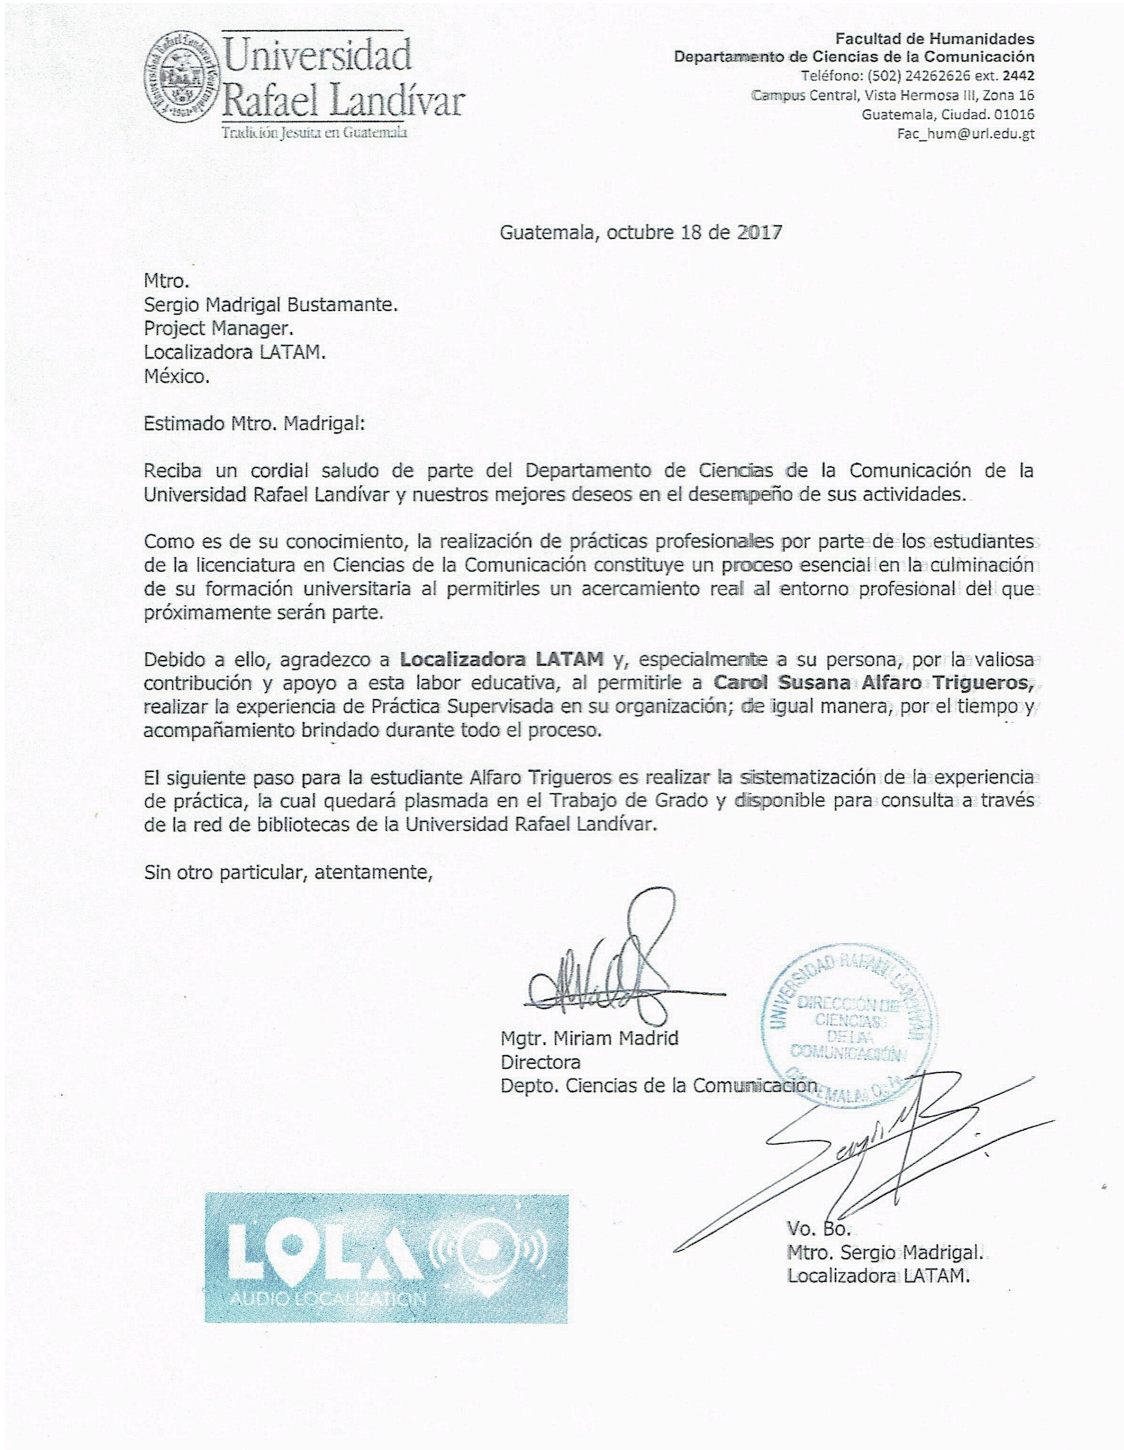 Universidad
Rafael Landívar
Tradición Jesuita en Guatemala
Facultad de Humanidades
Departamento de Ciencias de la Comunicación
Teléfono: (502) 24262626 ext. 2442
Campus Central, Vista Hermosa III, Zona 16
Guatemala, Ciudad. 01016
Fac_hum@url.edu.gt
Guatemala, octubre 18 de 2017
Mtro.
Sergio Madrigal Bustamante.
Project Manager.
Localizadora LATAM.
México.
Estimado Mtro. Madrigal:
Reciba un cordial saludo de parte del Departamento de Ciencias de la Comunicación de la
Universidad Rafael Landívar y nuestros mejores deseos en el desempeño de sus actividades.
Como es de su conocimiento, la realización de prácticas profesionales por parte de los estudiantes
de la licenciatura en Ciencias de la Comunicación constituye un proceso esencial en la culminación
de su formación universitaria al permitirles un acercamiento real al entorno profesional del que
próximamente serán parte.
Debido a ello, agradezco a Localizadora LATAM y, especialmente a su persona, por la valiosa
contribución y apoyo a esta labor educativa, al permitirle a Carol Susana Alfaro Trigueros,
realizar la experiencia de Práctica Supervisada en su organización; de igual manera, por el tiempo y
acompañamiento brindado durante todo el proceso.
El siguiente paso para la estudiante Alfaro Trigueros es realizar la sistematización de la experiencia
de práctica, la cual quedará plasmada en el Trabajo de Grado y disponible para consulta a través
de la red de bibliotecas de la Universidad Rafael Landívar.
Sin otro particular, atentamente,
UNIVERSIDAD RAFAEL LANDÍVAR
DIRECCIÓN DE
CIENCIAS
DE LA
COMUNICACIÓN
GUATEMALA, C. A.
Mgtr. Miriam Madrid
Directora
Depto. Ciencias de la Comunicación
Vo. Bo.
Mtro. Sergio Madrigal.
Localizadora LATAM.
LOLA
AUDIO LOCALIZATION